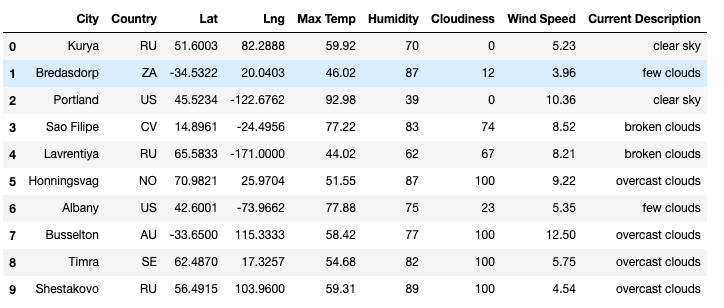 City Country Lat Lng Max Temp Humidity Cloudiness Wind Speed Current Description
0 Kurya RU 51.6003 82.2888 59.92 70 0 5.23 clear sky
1 Bredasdorp ZA -34.5322 20.0403 46.02 87 12 3.96 few clouds
2 Portland US 45.5234 -122.6762 92.98 39 0 10.36 clear sky
3 Sao Filipe CV 14.8961 -24.4956 77.22 83 74 8.52 broken clouds
4 Lavrentiya RU 65.5833 -171.0000 44.02 62 67 8.21 broken clouds
5 Honningsvag NO 70.9821 25.9704 51.55 87 100 9.22 overcast clouds
6 Albany US 42.6001 -73.9662 77.88 75 23 5.35 few clouds
7 Busselton AU -33.6500 115.3333 58.42 77 100 12.50 overcast clouds
8 Timra SE 62.4870 17.3257 54.68 82 100 5.75 overcast clouds
9 Shestakovo RU 56.4915 103.9600 59.31 89 100 4.54 overcast clouds